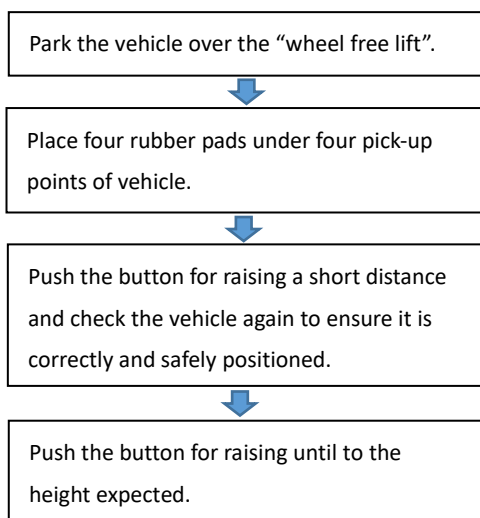 Park the vehicle over the “wheel free lift”.
Place four rubber pads under four pick-up
points of vehicle.
Push the button for raising a short distance
and check the vehicle again to ensure it is
correctly and safely positioned.
Push the button for raising until to the
height expected.